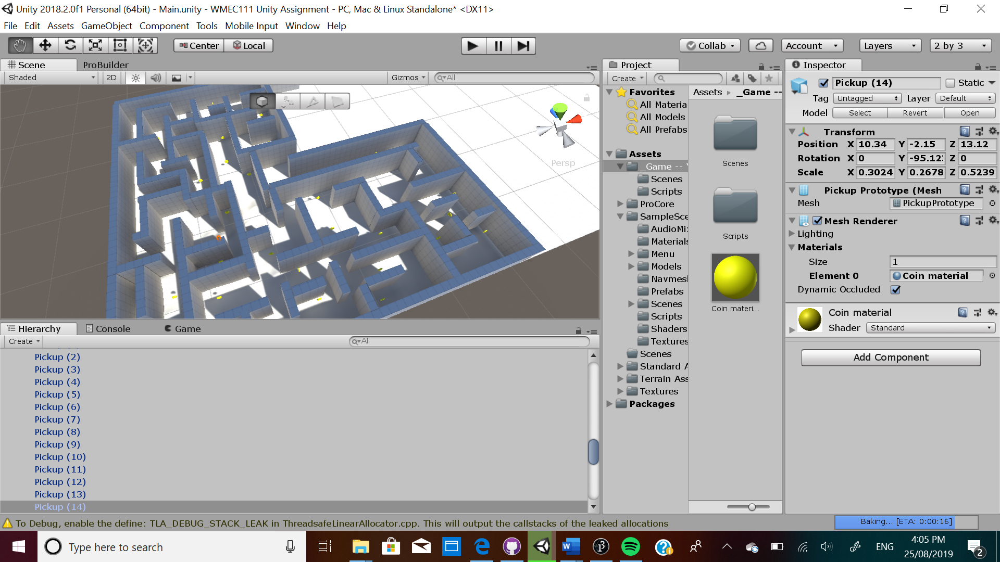 Unity 2018.2.0f1 Personal (64bit) - Main.unity - WMEC111 Unity Assignment - PC, Mac & Linux Standalone* <DX11>
File Edit Assets GameObject Component Tools Mobile Input Window Help
Center Local Collab Account Layers 2 by 3
Scene ProBuilder
Shaded 2D Gizmos All
Persp
Hierarchy Console Game
Create All
Pickup (2)
Pickup (3)
Pickup (4)
Pickup (5)
Pickup (6)
Pickup (7)
Pickup (8)
Pickup (9)
Pickup (10)
Pickup (11)
Pickup (12)
Pickup (13)
Pickup (14)
Project
Create
Favorites
All Materia
All Models
All Prefabs
Assets
_Game --
Scenes
Scripts
ProCore
SampleSce
AudioMix
Materials
Menu
Models
Navmesh
Prefabs
Scenes
Scripts
Shaders
Textures
Scenes
Standard A
Terrain Ass
Textures
Packages
Assets _Game --
Scenes
Scripts
Coin materi...
Inspector
Pickup (14) Static
Tag Untagged Layer Default
Model Select Revert Open
Transform
Position X 10.34 Y -2.15 Z 13.12
Rotation X 0 Y -95.12 Z 0
Scale X 0.3024 Y 0.2678 Z 0.5239
Pickup Prototype (Mesh
Mesh PickupPrototype
Mesh Renderer
Lighting
Materials
Size 1
Element 0 Coin material
Dynamic Occluded
Coin material
Shader Standard
Add Component
To Debug, enable the define: TLA_DEBUG_STACK_LEAK in ThreadsafeLinearAllocator.cpp. This will output the callstacks of the leaked allocations
Baking... [ETA: 0:00:16]
Type here to search
ENG
4:05 PM
25/08/2019
2